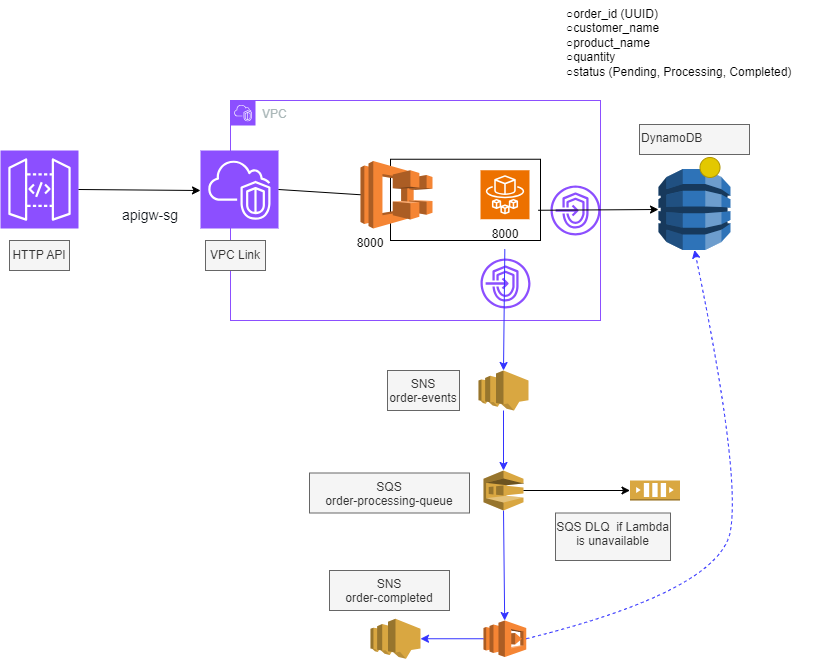 ○order_id (UUID)
○customer_name
○product_name
○quantity
○status (Pending, Processing, Completed)
VPC
DynamoDB
apigw-sg
HTTP API
VPC Link
8000
8000
SNS
order-events
SQS
order-processing-queue
SQS DLQ if Lambda
is unavailable
SNS
order-completed